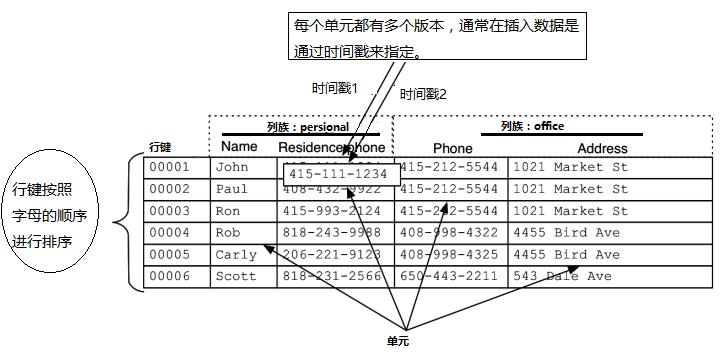 每个单元都有多个版本，通常在插入数据是
通过时间戳来指定。
时间戳1
时间戳2
列族：persional
列族：office
行键
Name
Residence phone
Phone
Address
行键按照
字母的顺序
进行排序
00001 John 415-212-5544 1021 Market St
415-111-1234
00002 Paul 408-432-9922 415-212-5544 1021 Market St
00003 Ron 415-993-2124 415-212-5544 1021 Market St
00004 Rob 818-243-9988 408-998-4322 4455 Bird Ave
00005 Carly 206-221-9123 408-998-4325 4455 Bird Ave
00006 Scott 818-231-2566 650-443-2211 543 Dale Ave
单元